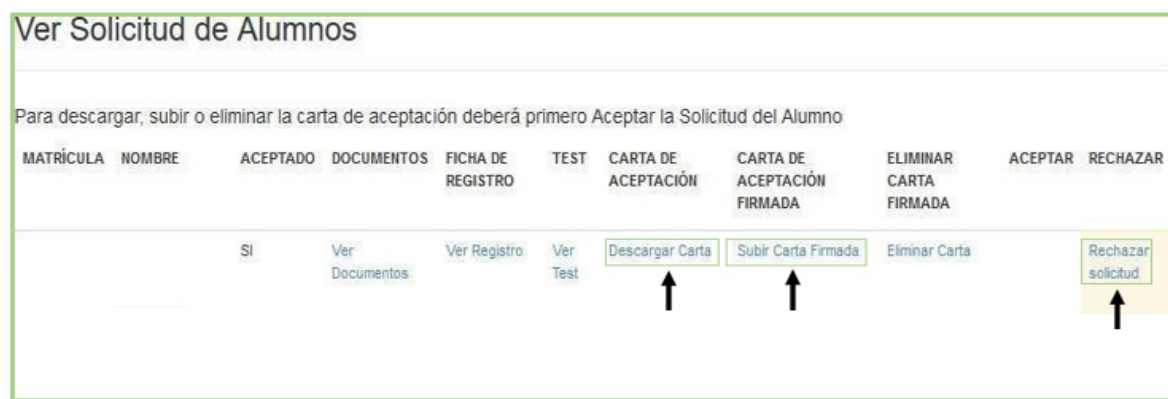 Ver Solicitud de Alumnos
Para descargar, subir o eliminar la carta de aceptación deberá primero Aceptar la Solicitud del Alumno
MATRÍCULA NOMBRE ACEPTADO DOCUMENTOS FICHA DE REGISTRO TEST CARTA DE ACEPTACIÓN CARTA DE ACEPTACIÓN FIRMADA ELIMINAR CARTA FIRMADA ACEPTAR RECHAZAR
SI Ver Documentos Ver Registro Ver Test Descargar Carta Subir Carta Firmada Eliminar Carta Rechazar solicitud